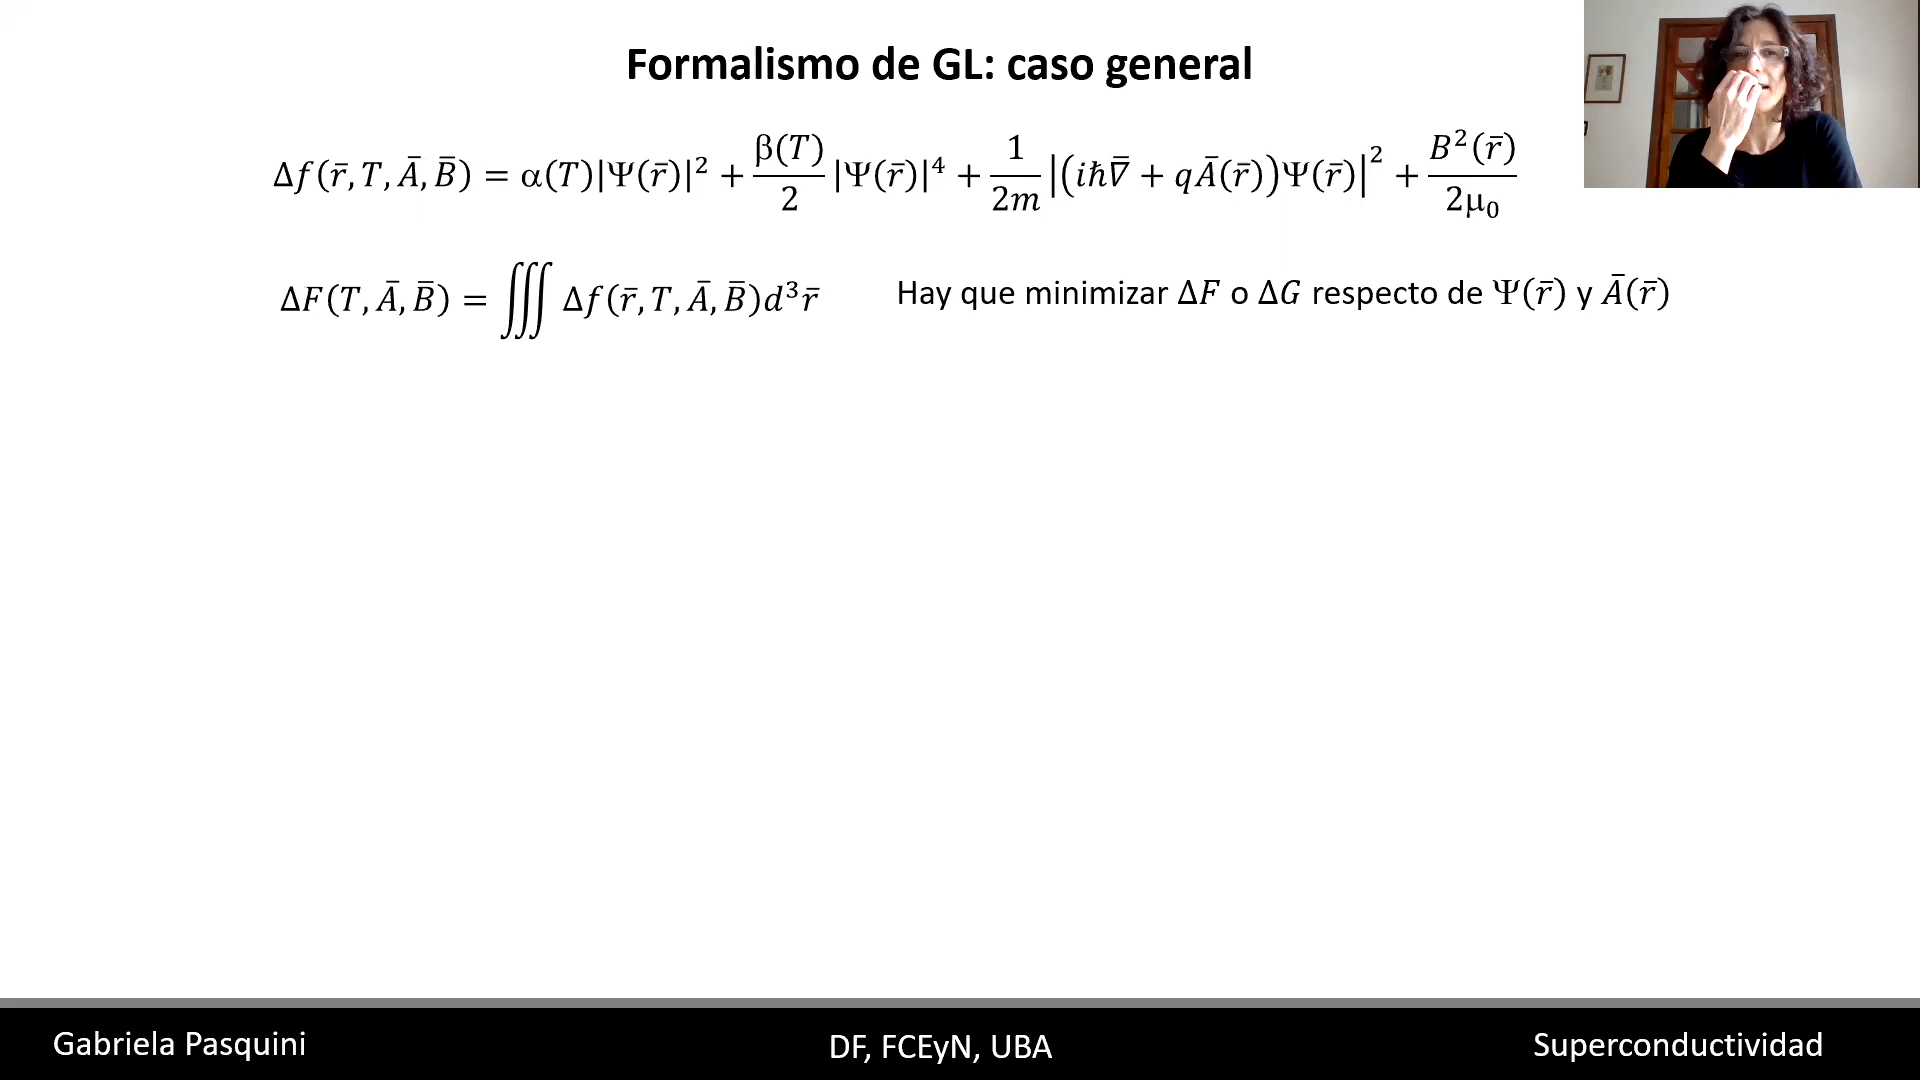 Formalismo de GL: caso general
Δf(r̄, T, Ā, B̄) = α(T)|Ψ(r̄)|² + β(T)/2 |Ψ(r̄)|⁴ + 1/2m |(iħ∇̄ + qĀ(r̄))Ψ(r̄)|² + B²(r̄)/2μ₀
ΔF(T, Ā, B̄) = ∭ Δf(r̄, T, Ā, B̄)d³r̄ Hay que minimizar ΔF o ΔG respecto de Ψ(r̄) y Ā(r̄)
Gabriela Pasquini DF, FCEyN, UBA Superconductividad